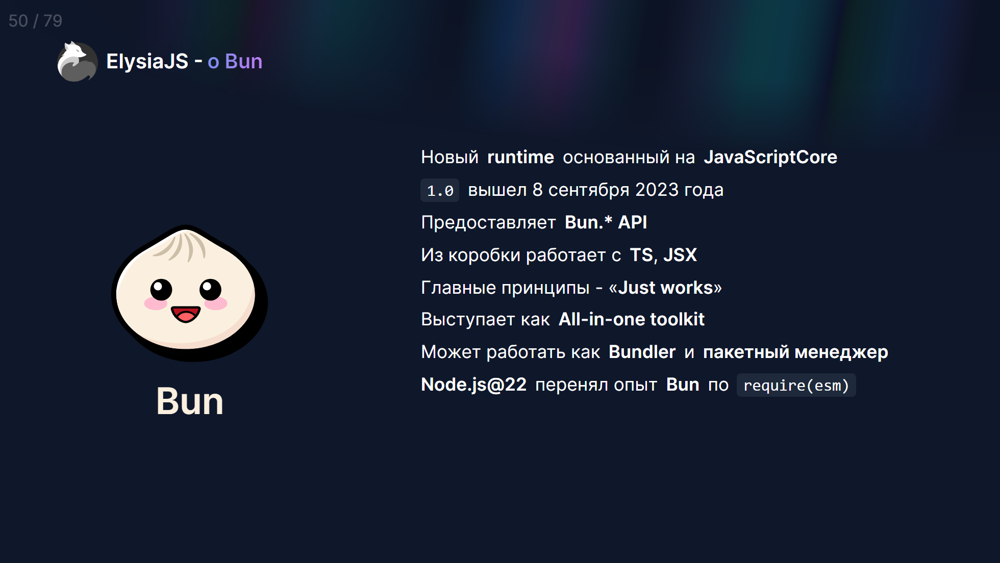 50 / 79
ElysiaJS - о Bun
Новый runtime основанный на JavaScriptCore
1.0 вышел 8 сентября 2023 года
Предоставляет Bun.* API
Из коробки работает с TS, JSX
Главные принципы - «Just works»
Выступает как All-in-one toolkit
Может работать как Bundler и пакетный менеджер
Node.js@22 перенял опыт Bun по require(esm)
Bun